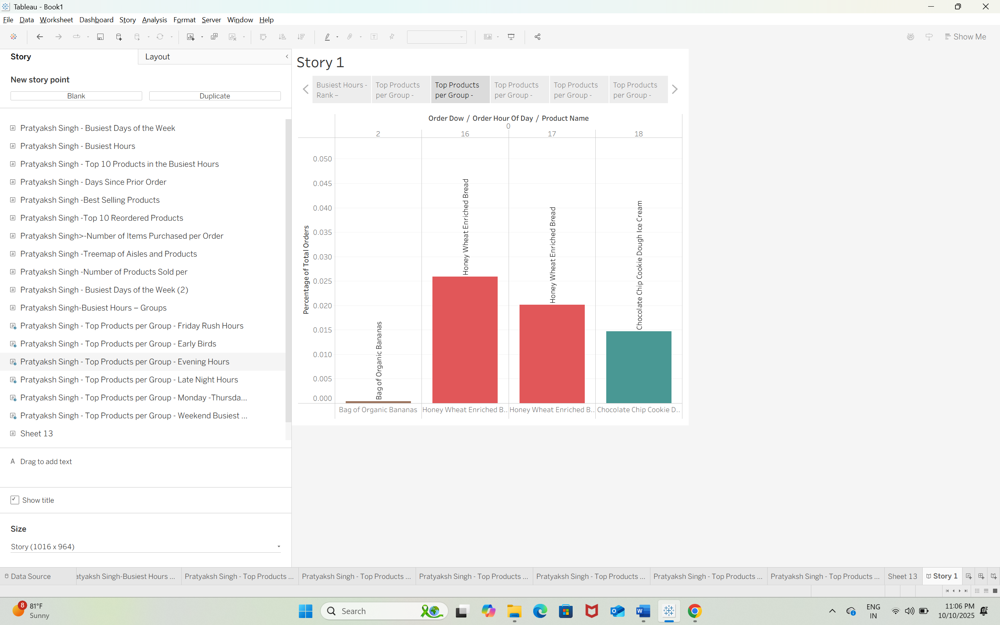 Tableau - Book1
File Data Worksheet Dashboard Story Analysis Format Server Window Help
Show Me
Story
Layout
New story point
Blank
Duplicate
Pratyaksh Singh - Busiest Days of the Week
Pratyaksh Singh - Busiest Hours
Pratyaksh Singh - Top 10 Products in the Busiest Hours
Pratyaksh Singh - Days Since Prior Order
Pratyaksh Singh -Best Selling Products
Pratyaksh Singh -Top 10 Reordered Products
Pratyaksh Singh>-Number of Items Purchased per Order
Pratyaksh Singh -Treemap of Aisles and Products
Pratyaksh Singh -Number of Products Sold per
Pratyaksh Singh - Busiest Days of the Week (2)
Pratyaksh Singh-Busiest Hours – Groups
Pratyaksh Singh - Top Products per Group - Friday Rush Hours
Pratyaksh Singh - Top Products per Group - Early Birds
Pratyaksh Singh - Top Products per Group - Evening Hours
Pratyaksh Singh - Top Products per Group - Late Night Hours
Pratyaksh Singh - Top Products per Group - Monday -Thursda...
Pratyaksh Singh - Top Products per Group - Weekend Busiest ...
Sheet 13
A Drag to add text
Show title
Size
Story (1016 x 964)
Story 1
Busiest Hours -
Rank –
Top Products
per Group -
Top Products
per Group -
Top Products
per Group -
Top Products
per Group -
Top Products
per Group -
Order Dow / Order Hour Of Day / Product Name
0
2 16 17 18
Percentage of Total Orders
0.050
0.045
0.040
0.035
0.030
0.025
0.020
0.015
0.010
0.005
0.000
Bag of Organic Bananas
Honey Wheat Enriched Bread
Honey Wheat Enriched Bread
Chocolate Chip Cookie Dough Ice Cream
Bag of Organic Bananas
Honey Wheat Enriched B..
Honey Wheat Enriched B..
Chocolate Chip Cookie D..
Data Source
atyaksh Singh-Busiest Hours ...
Pratyaksh Singh - Top Products ...
Pratyaksh Singh - Top Products ...
Pratyaksh Singh - Top Products ...
Pratyaksh Singh - Top Products ...
Pratyaksh Singh - Top Products ...
Pratyaksh Singh - Top Products ...
Sheet 13
Story 1
8
81°F
Sunny
Search
ENG
IN
11:06 PM
10/10/2025